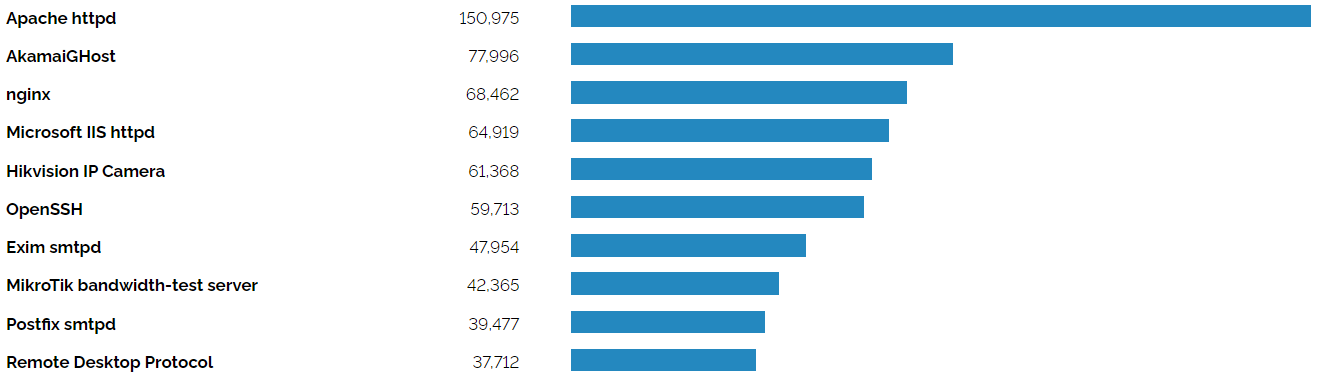 Apache httpd 150,975
AkamaiGHost 77,996
nginx 68,462
Microsoft IIS httpd 64,919
Hikvision IP Camera 61,368
OpenSSH 59,713
Exim smtpd 47,954
MikroTik bandwidth-test server 42,365
Postfix smtpd 39,477
Remote Desktop Protocol 37,712